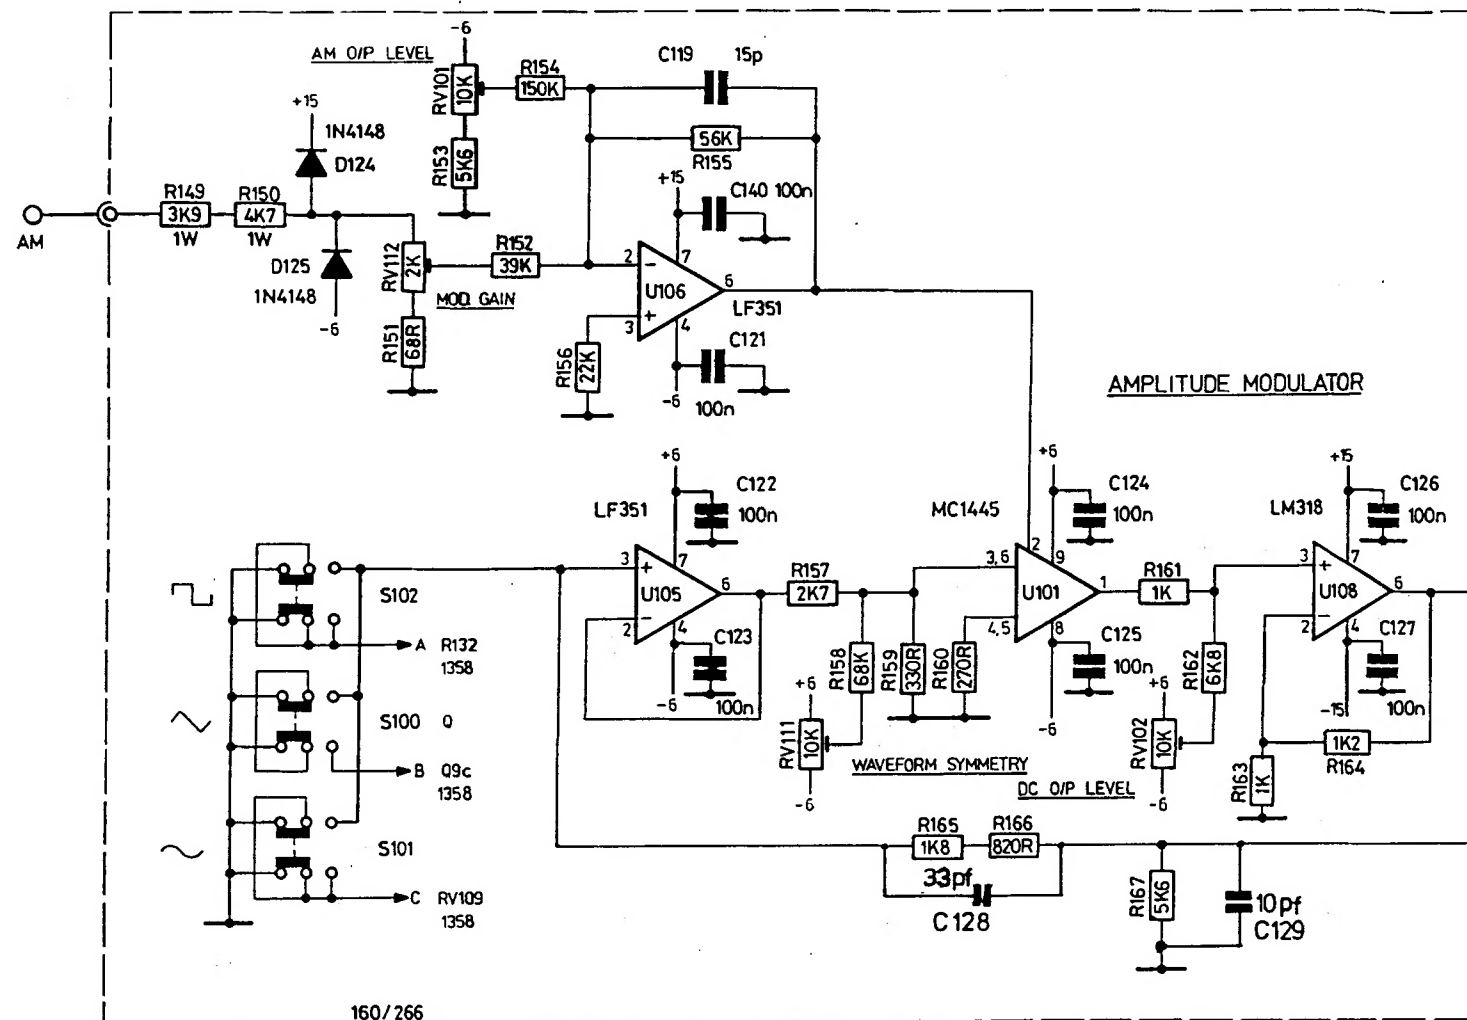 AM O/P LEVEL
-6
RV101
10K
R153
5K6
R154
150K
C119 15p
56K
R155
+15
1N4148
D124
AM
R149
3K9
1W
R150
4K7
1W
D125
1N4148
-6
RV112
2K
MOD. GAIN
R151
68R
R152
39K
+15
C140 100n
2
-
7
U106
6
LF351
+
3
4
R156
22K
C121
-6
100n
AMPLITUDE MODULATOR
+6
C122
100n
LF351
3
+
7
U105
6
-
2
4
C123
-6
100n
R157
2K7
R158
68K
R159
330R
R160
270R
+6
RV111
10K
-6
WAVEFORM SYMMETRY
MC1445
+6
C124
100n
2
9
3,6
U101
1
4,5
8
C125
100n
-6
R161
1K
R162
6K8
+6
RV102
10K
-6
DC O/P LEVEL
LM318
+15
C126
100n
3
+
7
U108
6
-
2
4
C127
100n
-15
1K2
R164
R163
1K
S102
A R132
1358
S100 Q
B Q9c
1358
S101
C RV109
1358
R165
1K8
R166
820R
33pf
C128
R167
5K6
10pf
C129
160/266